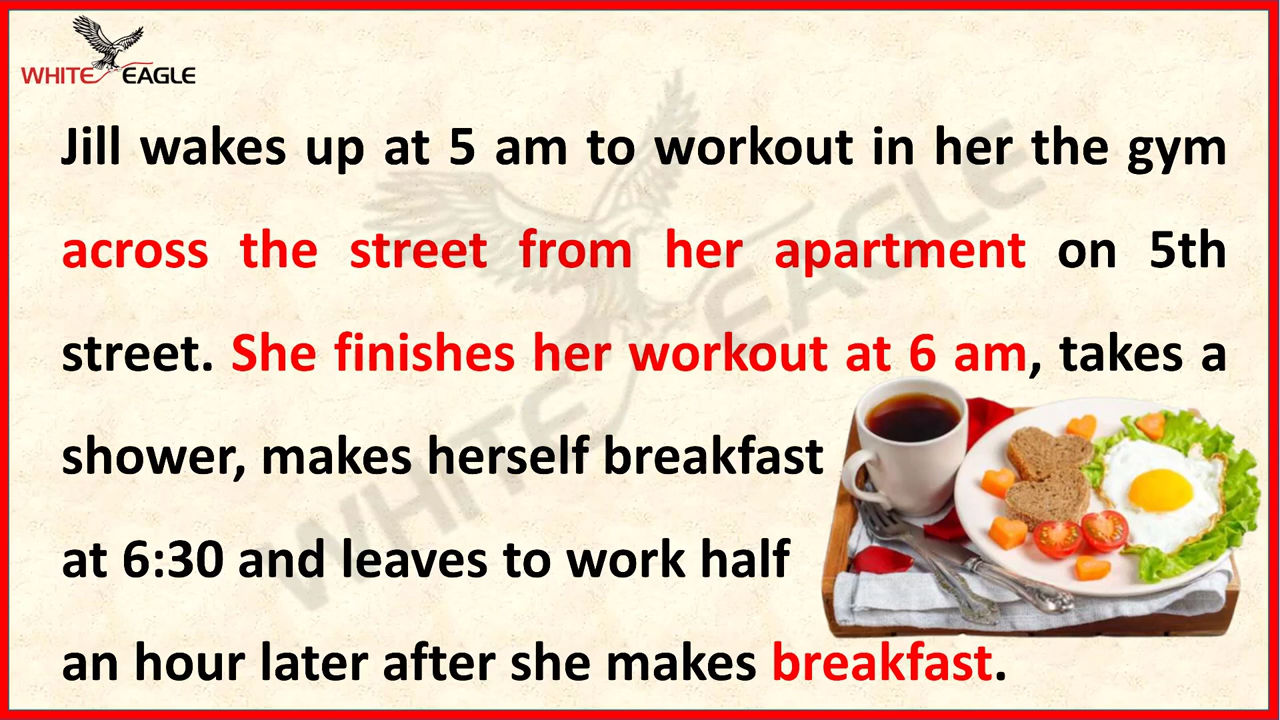 WHITE EAGLE
Jill wakes up at 5 am to workout in her the gym
across the street from her apartment on 5th
street. She finishes her workout at 6 am, takes a
shower, makes herself breakfast
at 6:30 and leaves to work half
an hour later after she makes breakfast.
WHITE EAGLE